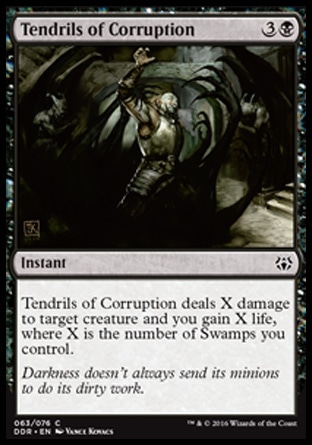 Tendrils of Corruption 3
Instant
Tendrils of Corruption deals X damage
to target creature and you gain X life,
where X is the number of Swamps you
control.
Darkness doesn't always send its minions
to do its dirty work.
063/076 C
DDR • EN Vance Kovacs
™ & © 2016 Wizards of the Coast